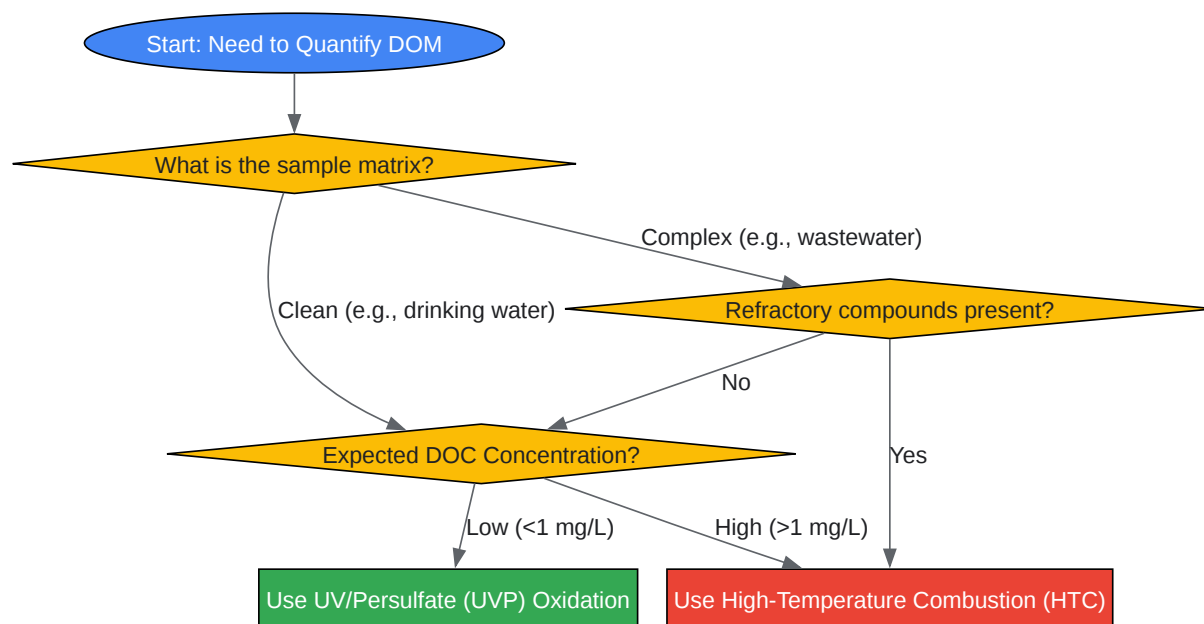 Start: Need to Quantify DOM
What is the sample matrix?
Complex (e.g., wastewater)
Clean (e.g., drinking water)
Refractory compounds present?
No
Expected DOC Concentration?
Yes
Low (<1 mg/L)
High (>1 mg/L)
Use UV/Persulfate (UVP) Oxidation
Use High-Temperature Combustion (HTC)